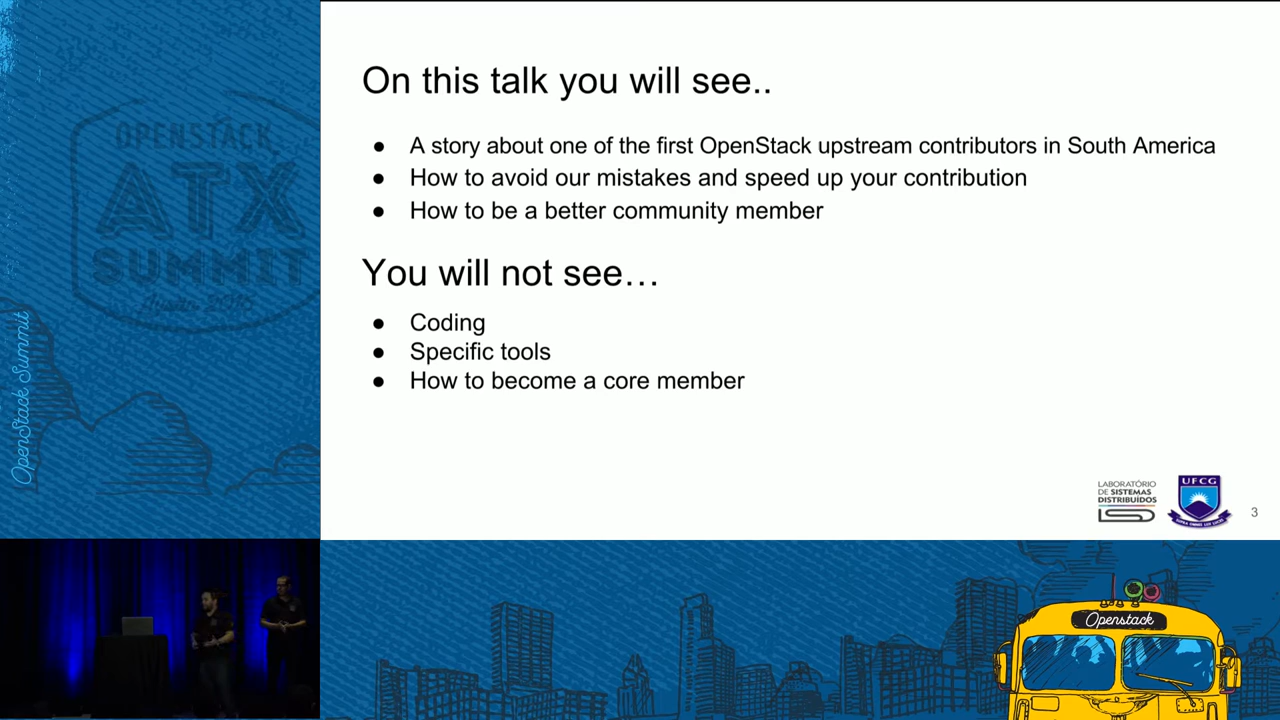 On this talk you will see..
● A story about one of the first OpenStack upstream contributors in South America
● How to avoid our mistakes and speed up your contribution
● How to be a better community member
You will not see…
● Coding
● Specific tools
● How to become a core member
LABORATÓRIO
DE SISTEMAS
DISTRIBUÍDOS
UFCG
3
OPENSTACK
ATX
SUMMIT
Austin 2016
OpenStack Summit
Openstack